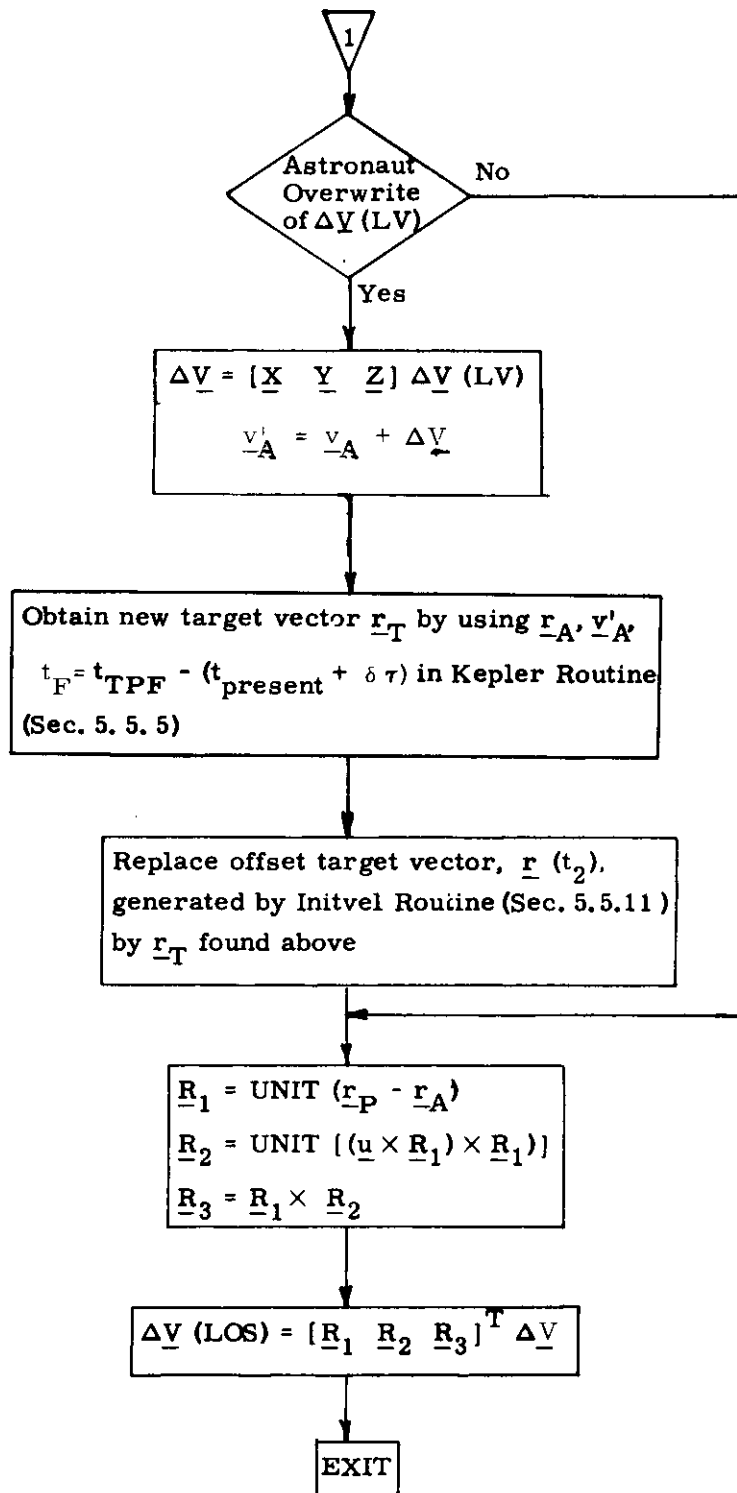 1
Astronaut
Overwrite
of ΔV (LV)
No
Yes
ΔV = [X Y Z] ΔV (LV)
v'A = vA + ΔV
Obtain new target vector rT by using rA, v'A,
tF = tTPF - (tpresent + δτ) in Kepler Routine
(Sec. 5. 5. 5)
Replace offset target vector, r (t2),
generated by Initvel Routine (Sec. 5.5.11)
by rT found above
R1 = UNIT (rP - rA)
R2 = UNIT [(u × R1) × R1)]
R3 = R1 × R2
ΔV (LOS) = [R1 R2 R3]T ΔV
EXIT